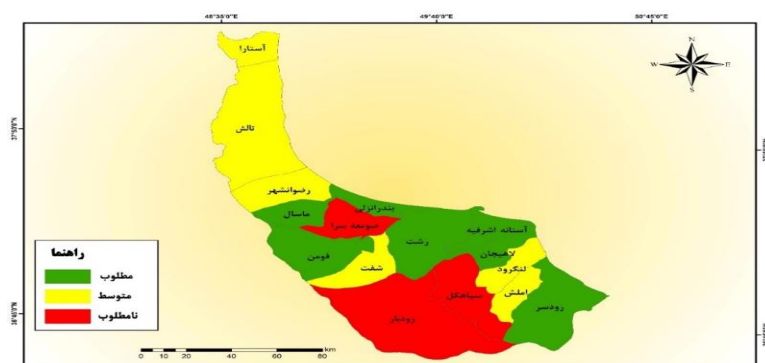 48°35'0"E
49°40'0"E
50°45'0"E
N
W
E
S
آستارا
تالش
رضوانشهر
بندرانزلی
ماسال
صومعه سرا
آستانه اشرفیه
رشت
لاهیجان
فومن
شفت
لنگرود
املش
سیاهکل
رودسر
رودبار
راهنما
مطلوب
متوسط
نامطلوب
km
0 10 20 40 60 80